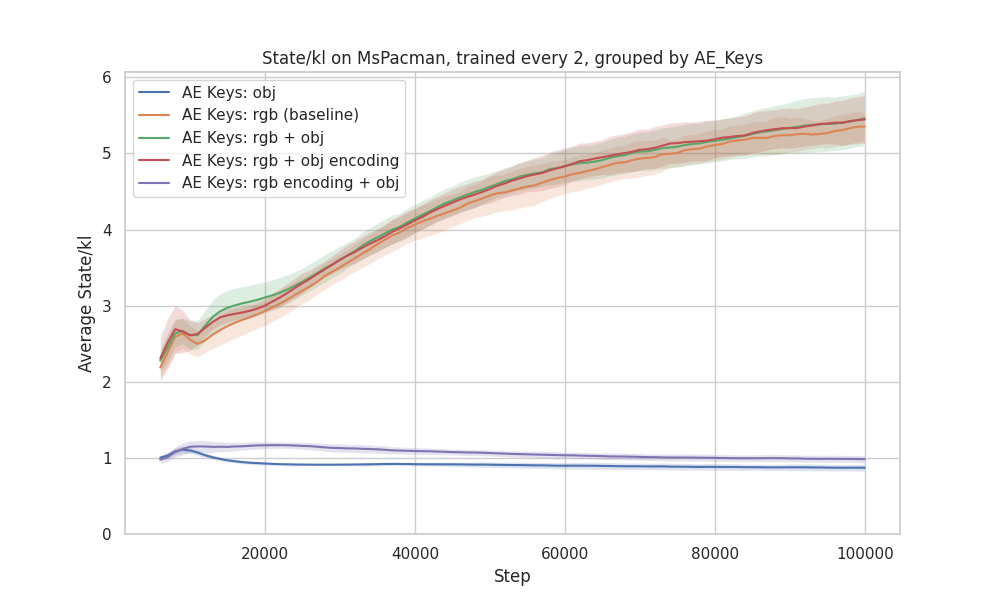 State/kl on MsPacman, trained every 2, grouped by AE_Keys
6
5
4
3
2
1
0
Average State/kl
AE Keys: obj
AE Keys: rgb (baseline)
AE Keys: rgb + obj
AE Keys: rgb + obj encoding
AE Keys: rgb encoding + obj
20000
40000
60000
80000
100000
Step